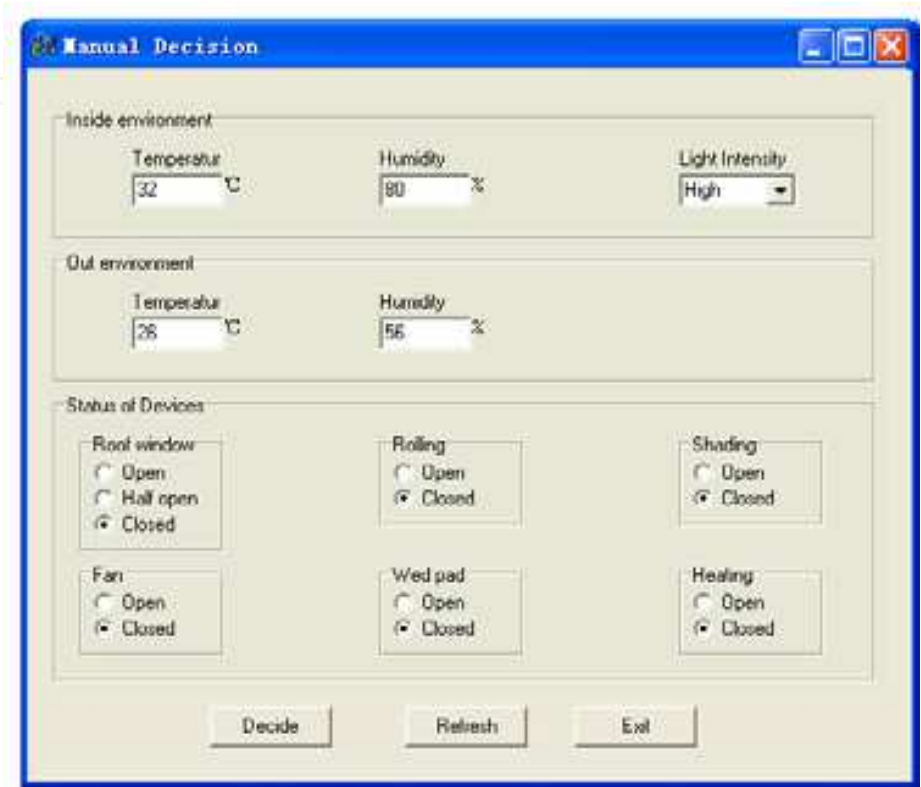 Manual Decision
Inside environment
Temperatur Humidity Light Intensity
32 ℃ 80 % High
Out environment
Temperatur Humidity
26 ℃ 56 %
Status of Devices
Roof window Rolling Shading
Open Open Open
Half open Closed Closed
Closed
Fan Wed pad Heating
Open Open Open
Closed Closed Closed
Decide Refresh Exit